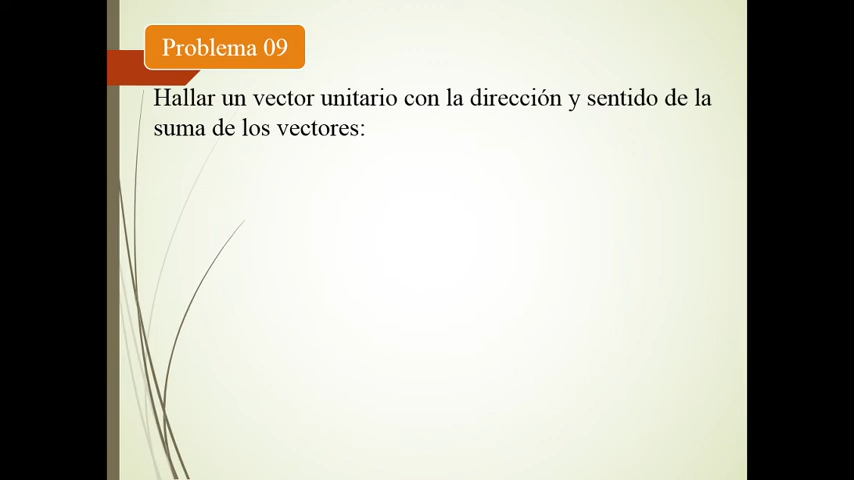 Problema 09
Hallar un vector unitario con la dirección y sentido de la
suma de los vectores: